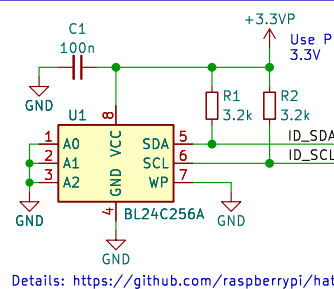 C1
100n
+3.3VP
Use P
3.3V
GND
R1
3.2k
R2
3.2k
U1
8
VCC
1 A0
2 A1
3 A2
SDA 5
SCL 6
WP 7
ID_SDA
ID_SCL
GND
4
BL24C256A
GND
GND
GND
Details: https://github.com/raspberrypi/hat